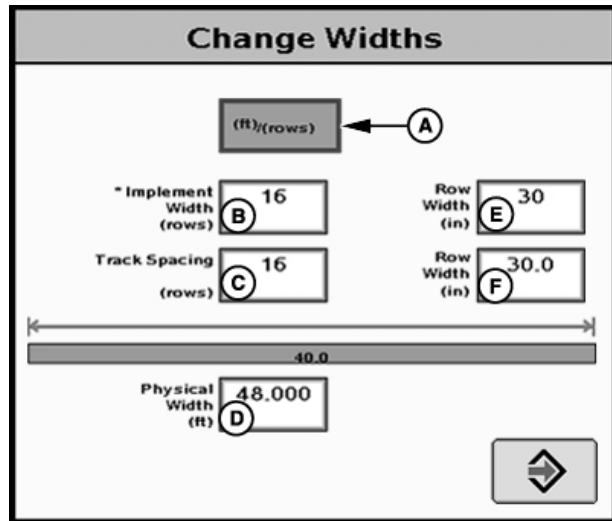 Change Widths
(ft)/(rows)
A
* Implement
Width
(rows)
B
16
Row
Width
(in)
E
30
Track Spacing
(rows)
C
16
Row
Width
(in)
F
30.0
40.0
Physical
Width
(ft)
D
48.000